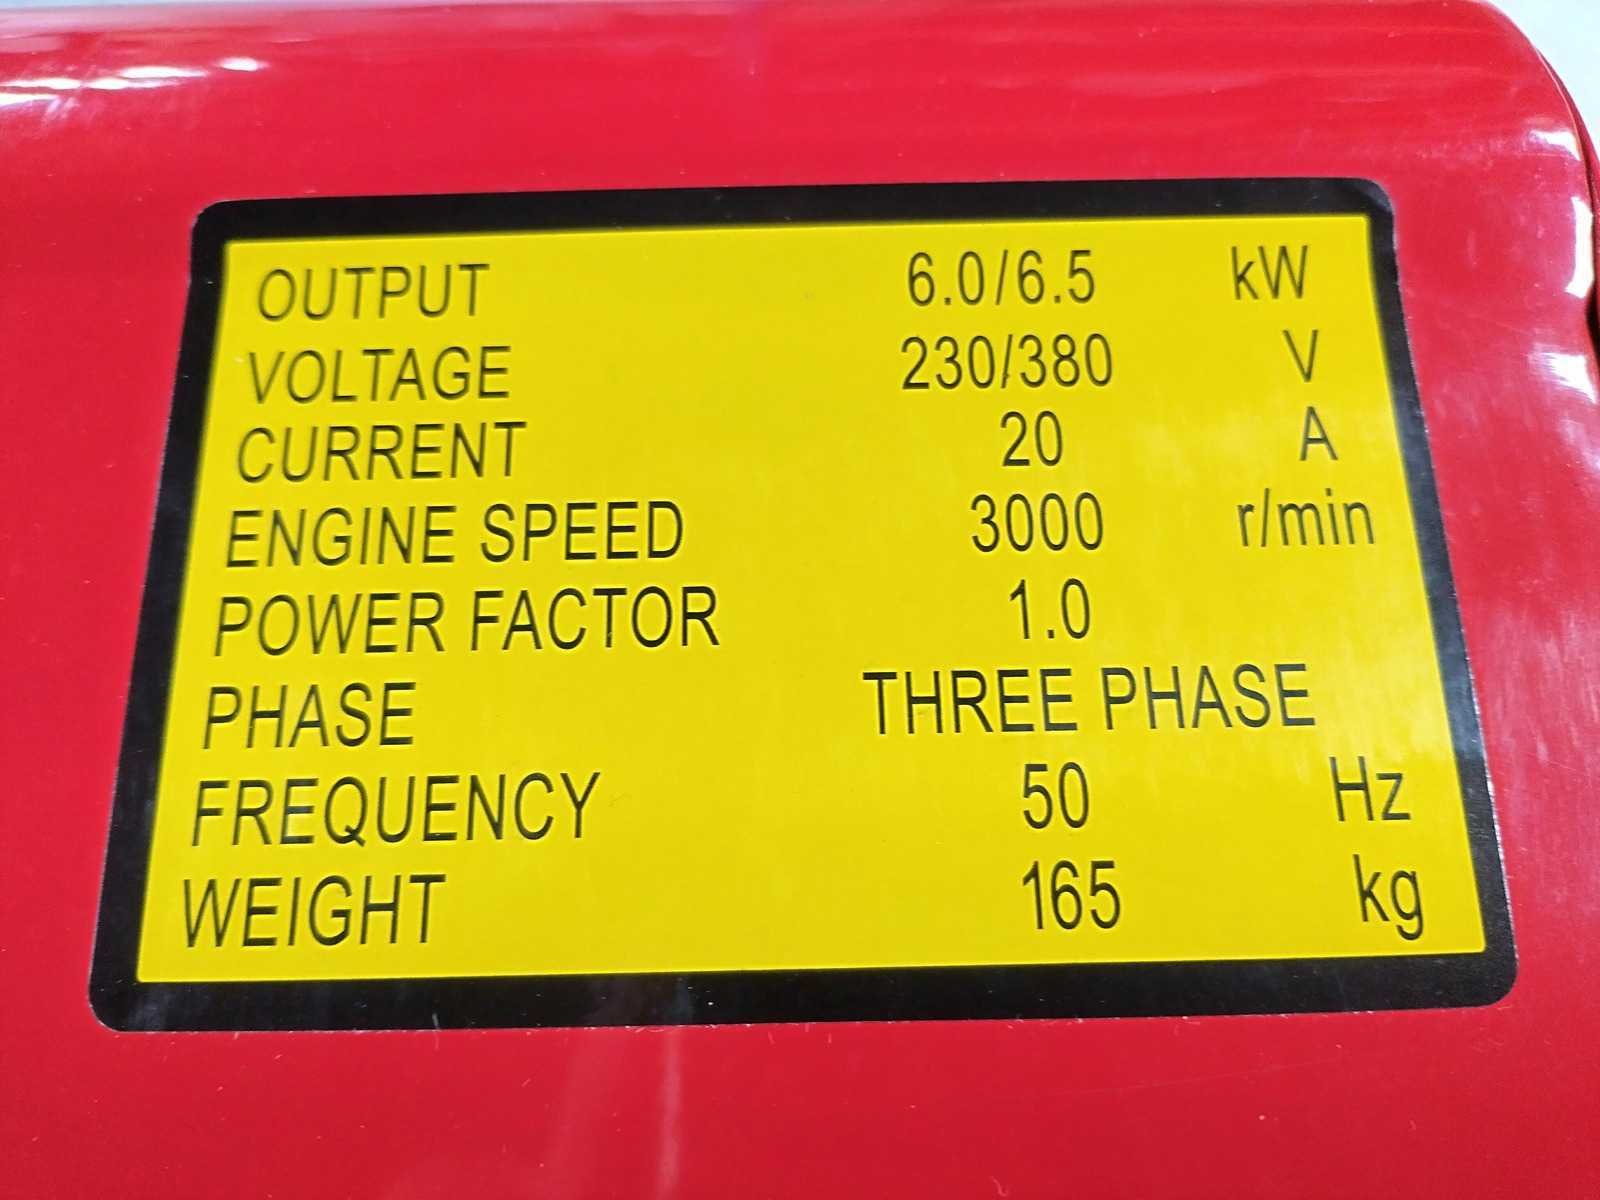 OUTPUT 6.0/6.5 kW
VOLTAGE 230/380 V
CURRENT 20 A
ENGINE SPEED 3000 r/min
POWER FACTOR 1.0
PHASE THREE PHASE
FREQUENCY 50 Hz
WEIGHT 165 kg